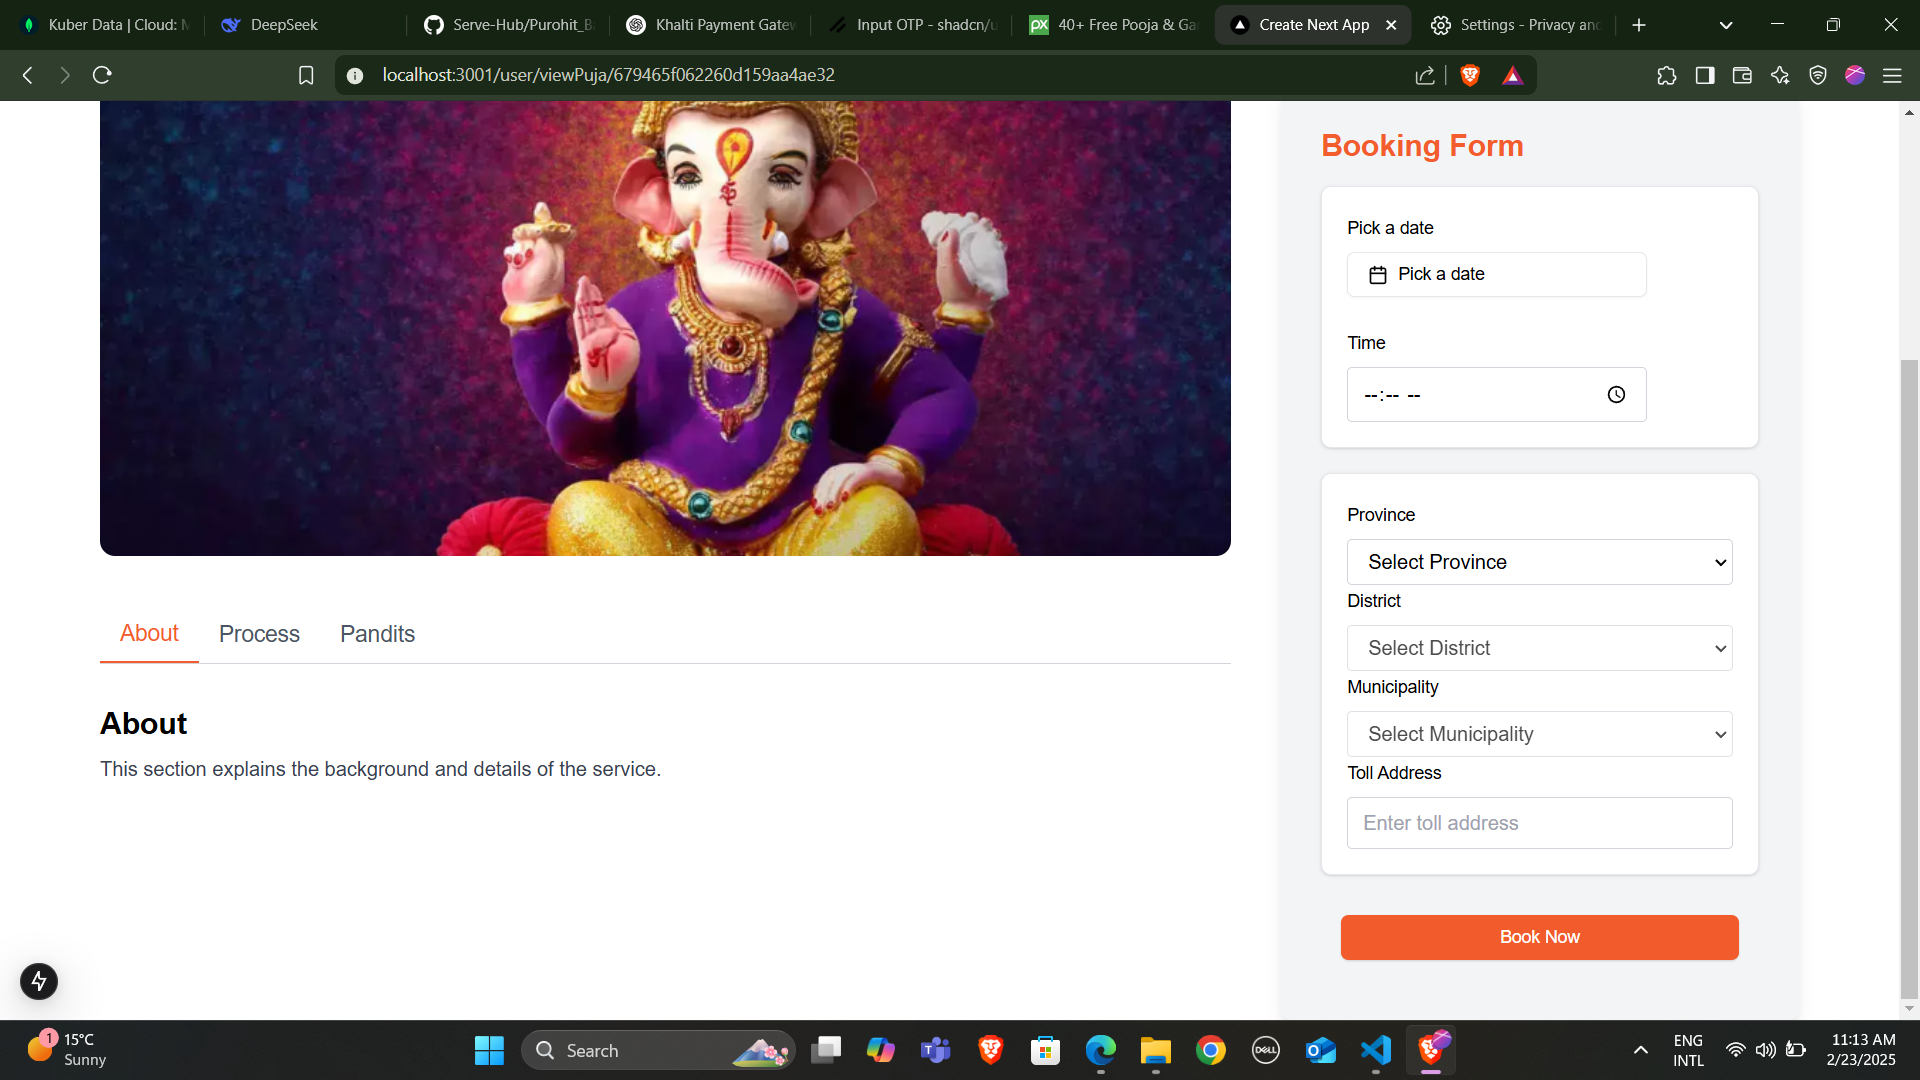 Kuber Data | Cloud: M
DeepSeek
Serve-Hub/Purohit_B
Khalti Payment Gatew
Input OTP - shadcn/u
px
40+ Free Pooja & Ga
Create Next App
Settings - Privacy and
localhost:3001/user/viewPuja/679465f062260d159aa4ae32
Booking Form
Pick a date
Pick a date
Time
--:-- --
Province
Select Province
District
Select District
Municipality
Select Municipality
Toll Address
Enter toll address
Book Now
About
Process
Pandits
About
This section explains the background and details of the service.
1
15°C
Sunny
Search
DELL
ENG
INTL
11:13 AM
2/23/2025